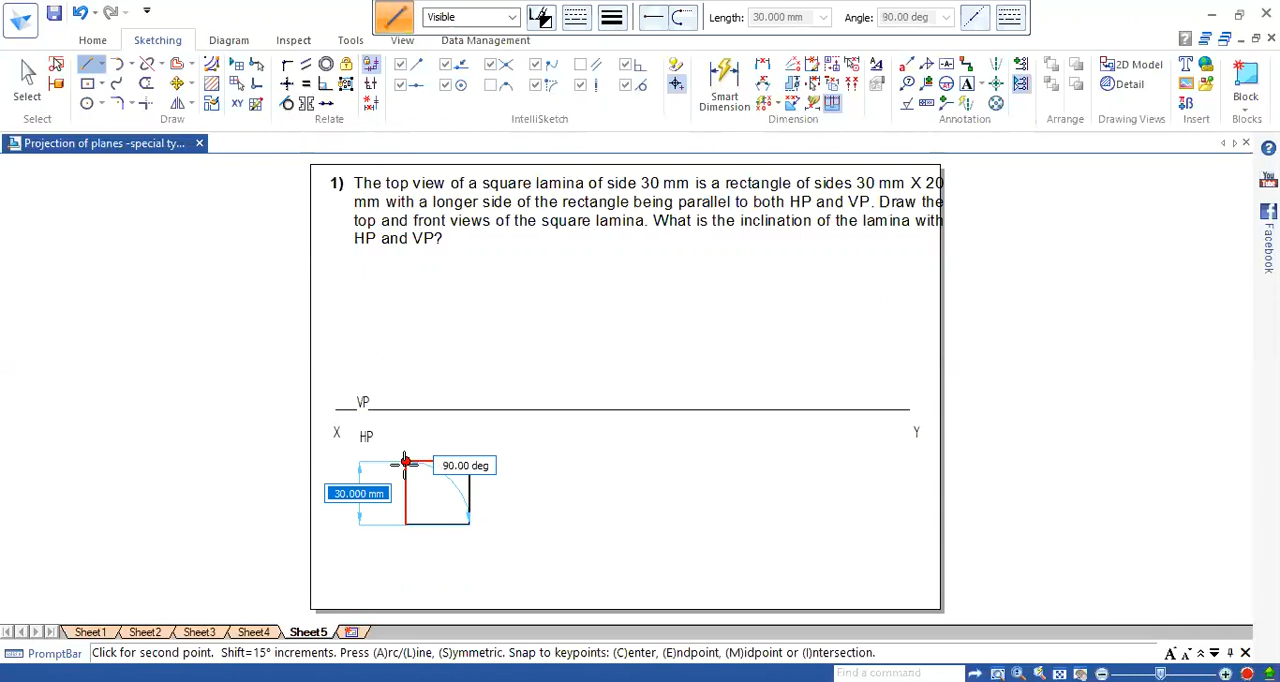 Visible
Length: 30.000 mm Angle: 90.00 deg
Home Sketching Diagram Inspect Tools View Data Management
Select
Smart Dimension
2D Model
Detail
Block
Select Draw Relate IntelliSketch Dimension Annotation Arrange Drawing Views Insert Blocks
Projection of planes -special ty...
YouTube
Facebook
1) The top view of a square lamina of side 30 mm is a rectangle of sides 30 mm X 20
mm with a longer side of the rectangle being parallel to both HP and VP. Draw the
top and front views of the square lamina. What is the inclination of the lamina with
HP and VP?
VP
X HP Y
90.00 deg
30.000 mm
Sheet1 Sheet2 Sheet3 Sheet4 Sheet5
PromptBar Click for second point. Shift=15° increments. Press (A)rc/(L)ine, (S)ymmetric. Snap to keypoints: (C)enter, (E)ndpoint, (M)idpoint or (I)ntersection.
Find a command